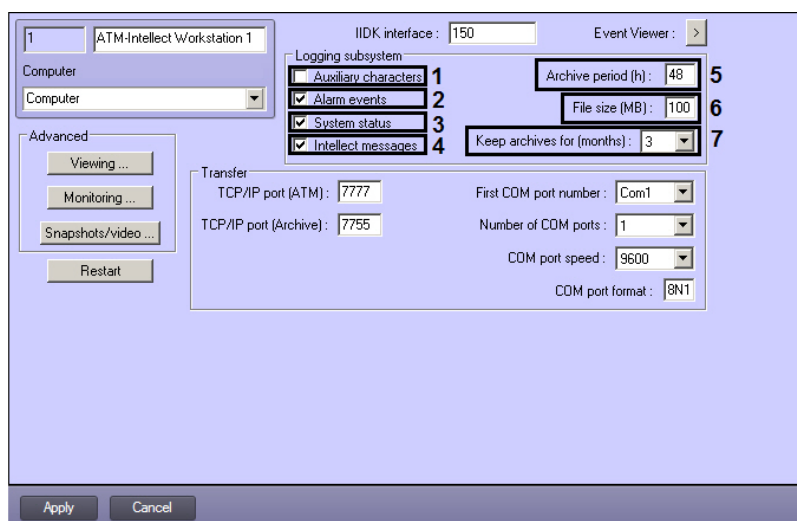 1 ATM-Intellect Workstation 1 IIDK interface : 150 Event Viewer : >
Computer
Computer
Logging subsystem
Auxiliary characters 1 Archive period (h) : 48 5
Alarm events 2 File size (MB) : 100 6
System status 3
Intellect messages 4 Keep archives for (months) : 3 7
Advanced
Viewing ...
Monitoring ...
Snapshots/video ...
Restart
Transfer
TCP/IP port (ATM) : 7777 First COM port number : Com1
TCP/IP port (Archive) : 7755 Number of COM ports : 1
COM port speed : 9600
COM port format : 8N1
Apply Cancel